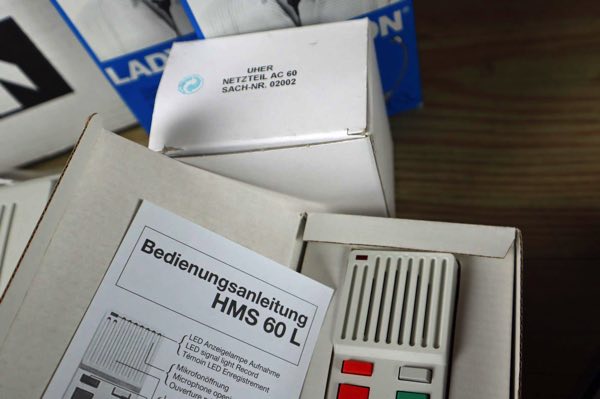 LADY
ON
UHER
NETZTEIL AC 60
SACH-NR. 02002
Bedienungsanleitung
HMS 60 L
LED Anzeigelampe Aufnahme
LED signal light Record
Témoin LED Enregistrement
Mikrofonöffnung
Microphone
Ouverture